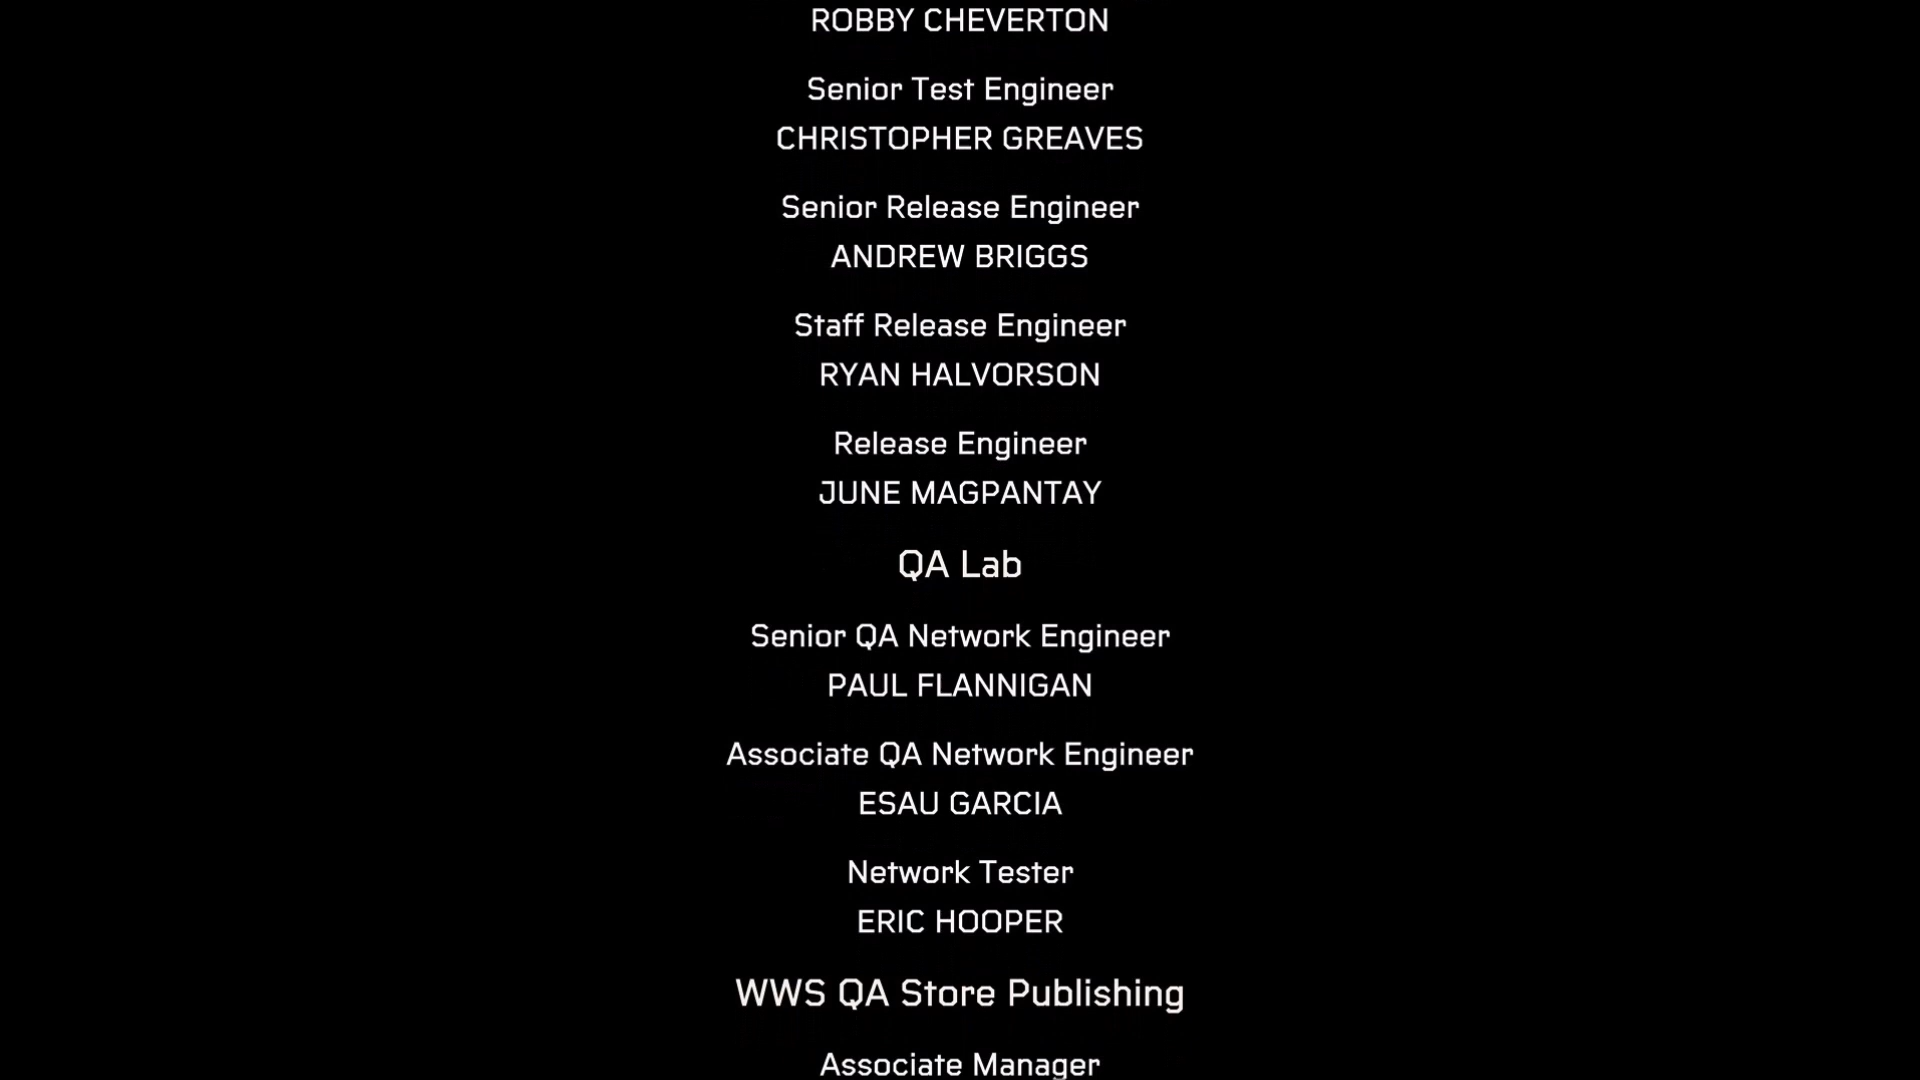 ROBBY CHEVERTON
Senior Test Engineer
CHRISTOPHER GREAVES
Senior Release Engineer
ANDREW BRIGGS
Staff Release Engineer
RYAN HALVORSON
Release Engineer
JUNE MAGPANTAY
QA Lab
Senior QA Network Engineer
PAUL FLANNIGAN
Associate QA Network Engineer
ESAU GARCIA
Network Tester
ERIC HOOPER
WWS QA Store Publishing
Associate Manager